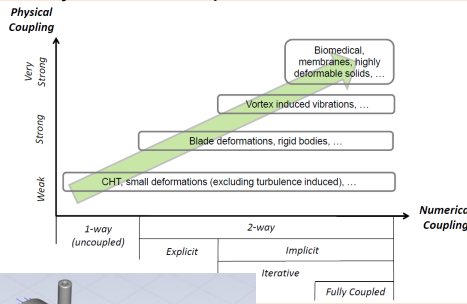 Physical
Coupling
Very
Strong
Strong
Weak
Biomedical,
membranes, highly
deformable solids, ...
Vortex induced vibrations, ...
Blade deformations, rigid bodies, ...
CHT, small deformations (excluding turbulence induced), ...
Numerical
Coupling
1-way
(uncoupled)
2-way
Explicit
Implicit
Iterative
Fully Coupled